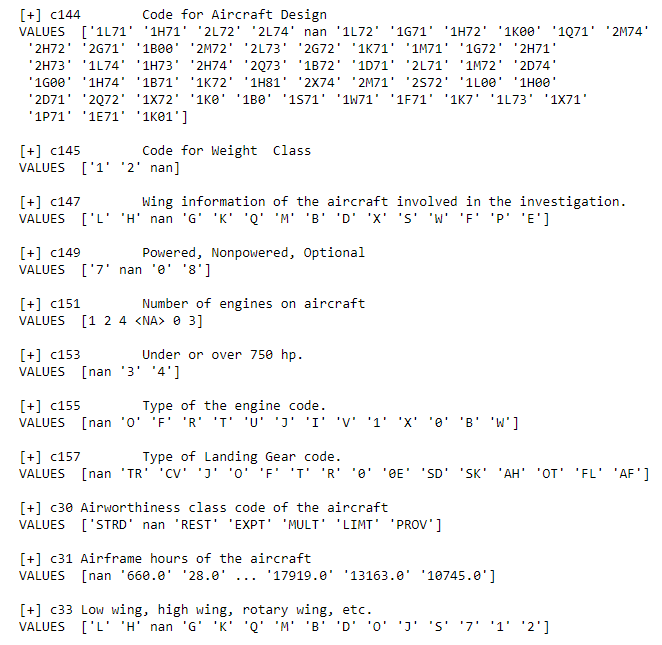 [+] c144 Code for Aircraft Design
VALUES ['1L71' '1H71' '2L72' '2L74' nan '1L72' '1G71' '1H72' '1K00' '1Q71' '2M74'
'2H72' '2G71' '1B00' '2M72' '2L73' '2G72' '1K71' '1M71' '1G72' '2H71'
'2H73' '1L74' '1H73' '2H74' '2Q73' '1B72' '1D71' '2L71' '1M72' '2D74'
'1G00' '1H74' '1B71' '1K72' '1H81' '2X74' '2M71' '2S72' '1L00' '1H00'
'2D71' '2Q72' '1X72' '1K0' '1B0' '1S71' '1W71' '1F71' '1K7' '1L73' '1X71'
'1P71' '1E71' '1K01']
[+] c145 Code for Weight Class
VALUES ['1' '2' nan]
[+] c147 Wing information of the aircraft involved in the investigation.
VALUES ['L' 'H' nan 'G' 'K' 'Q' 'M' 'B' 'D' 'X' 'S' 'W' 'F' 'P' 'E']
[+] c149 Powered, Nonpowered, Optional
VALUES ['7' nan '0' '8']
[+] c151 Number of engines on aircraft
VALUES [1 2 4 <NA> 0 3]
[+] c153 Under or over 750 hp.
VALUES [nan '3' '4']
[+] c155 Type of the engine code.
VALUES [nan 'O' 'F' 'R' 'T' 'U' 'J' 'I' 'V' '1' 'X' '0' 'B' 'W']
[+] c157 Type of Landing Gear code.
VALUES [nan 'TR' 'CV' 'J' 'O' 'F' 'T' 'R' '0' '0E' 'SD' 'SK' 'AH' 'OT' 'FL' 'AF']
[+] c30 Airworthiness class code of the aircraft
VALUES ['STRD' nan 'REST' 'EXPT' 'MULT' 'LIMT' 'PROV']
[+] c31 Airframe hours of the aircraft
VALUES [nan '660.0' '28.0' ... '17919.0' '13163.0' '10745.0']
[+] c33 Low wing, high wing, rotary wing, etc.
VALUES ['L' 'H' nan 'G' 'K' 'Q' 'M' 'B' 'D' 'O' 'J' 'S' '7' '1' '2']